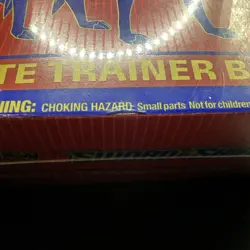 TE TRAINER B
NING: CHOKING HAZARD- Small parts Not for children